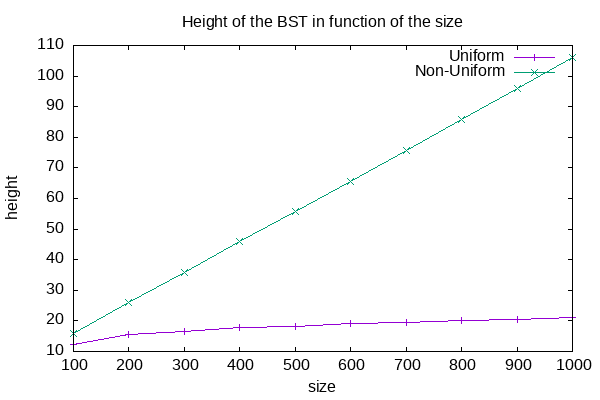 Height of the BST in function of the size
110
100
90
80
70
60
50
40
30
20
10
height
Uniform
Non-Uniform
100 200 300 400 500 600 700 800 900 1000
size